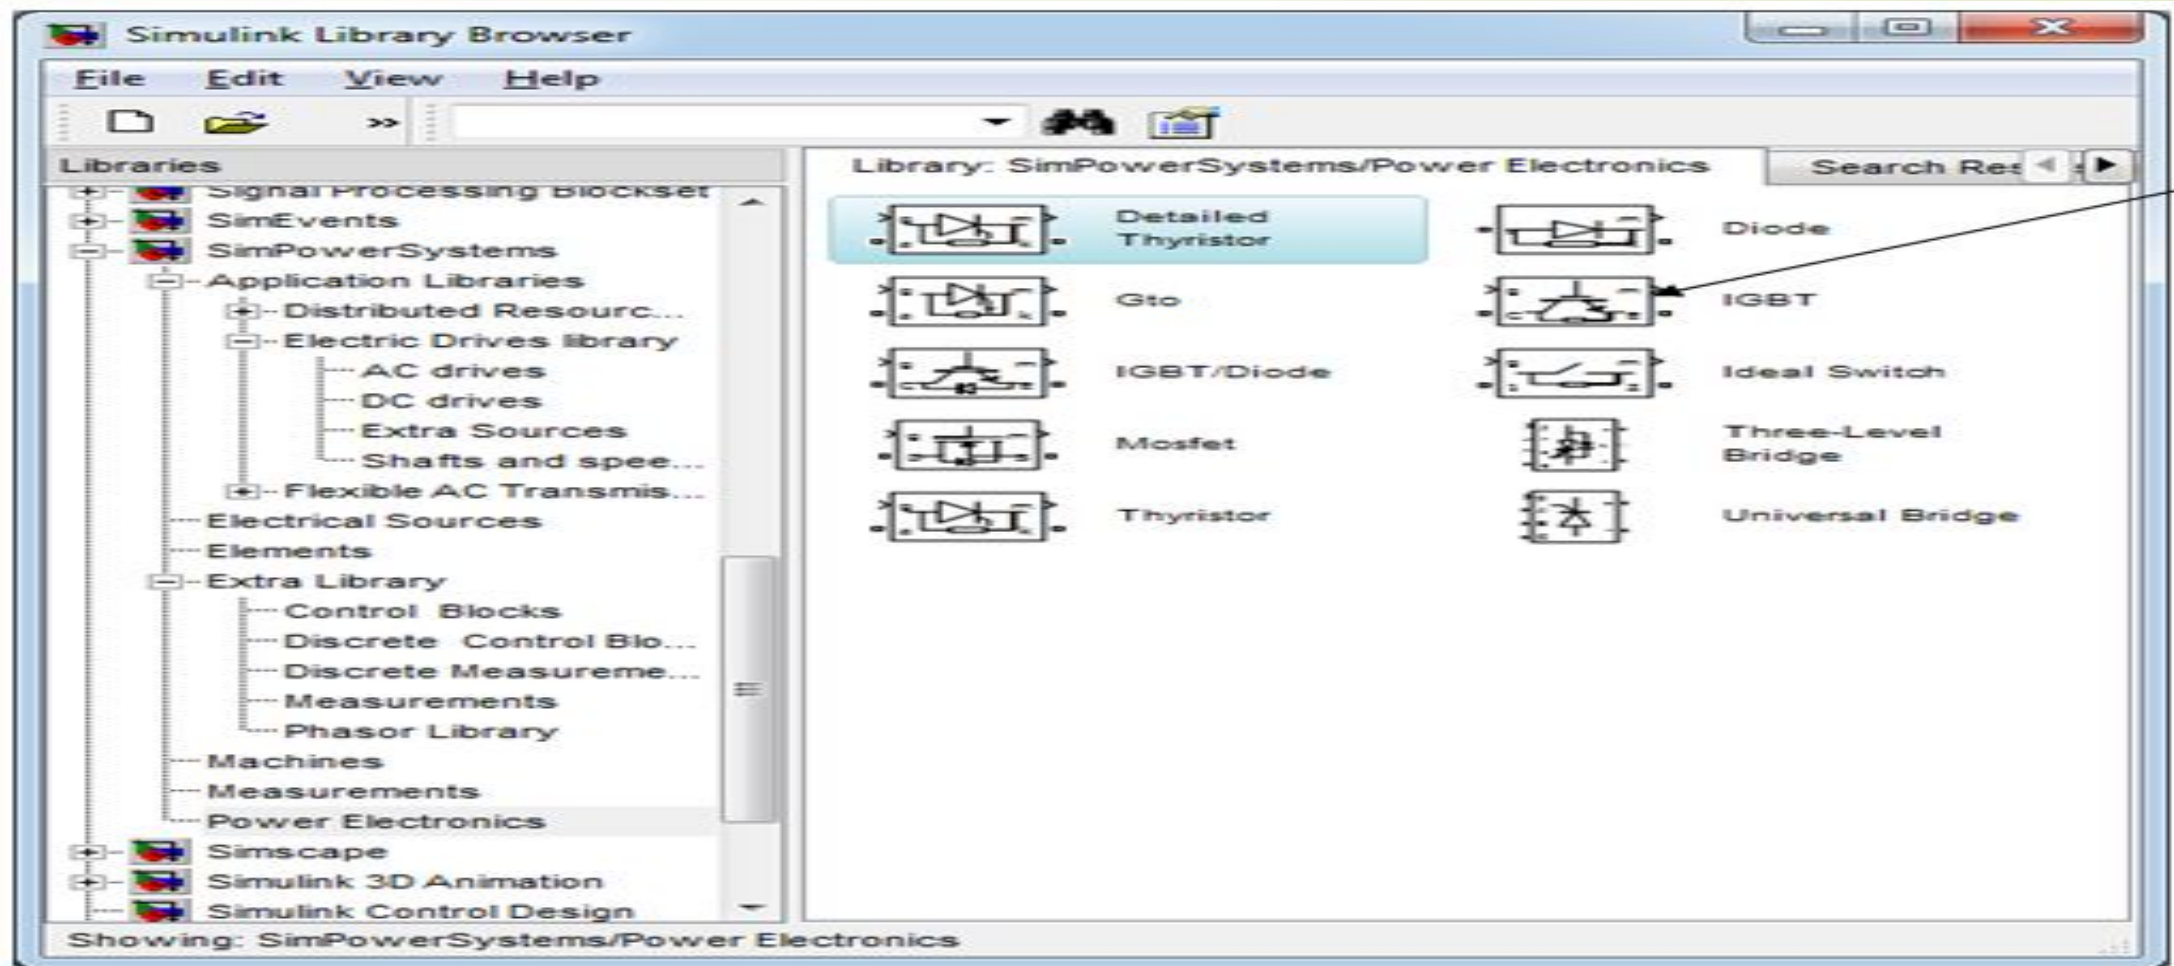 Simulink Library Browser
File Edit View Help
»
Libraries
Signal Processing Blockset
SimEvents
SimPowerSystems
Application Libraries
Distributed Resourc...
Electric Drives library
AC drives
DC drives
Extra Sources
Shafts and spee...
Flexible AC Transmis...
Electrical Sources
Elements
Extra Library
Control Blocks
Discrete Control Blo...
Discrete Measureme...
Measurements
Phasor Library
Machines
Measurements
Power Electronics
Simscape
Simulink 3D Animation
Simulink Control Design
Library: SimPowerSystems/Power Electronics
Search Res
Detailed
Thyristor
Diode
Gto
IGBT
IGBT/Diode
Ideal Switch
Mosfet
Three-Level
Bridge
Thyristor
Universal Bridge
Showing: SimPowerSystems/Power Electronics